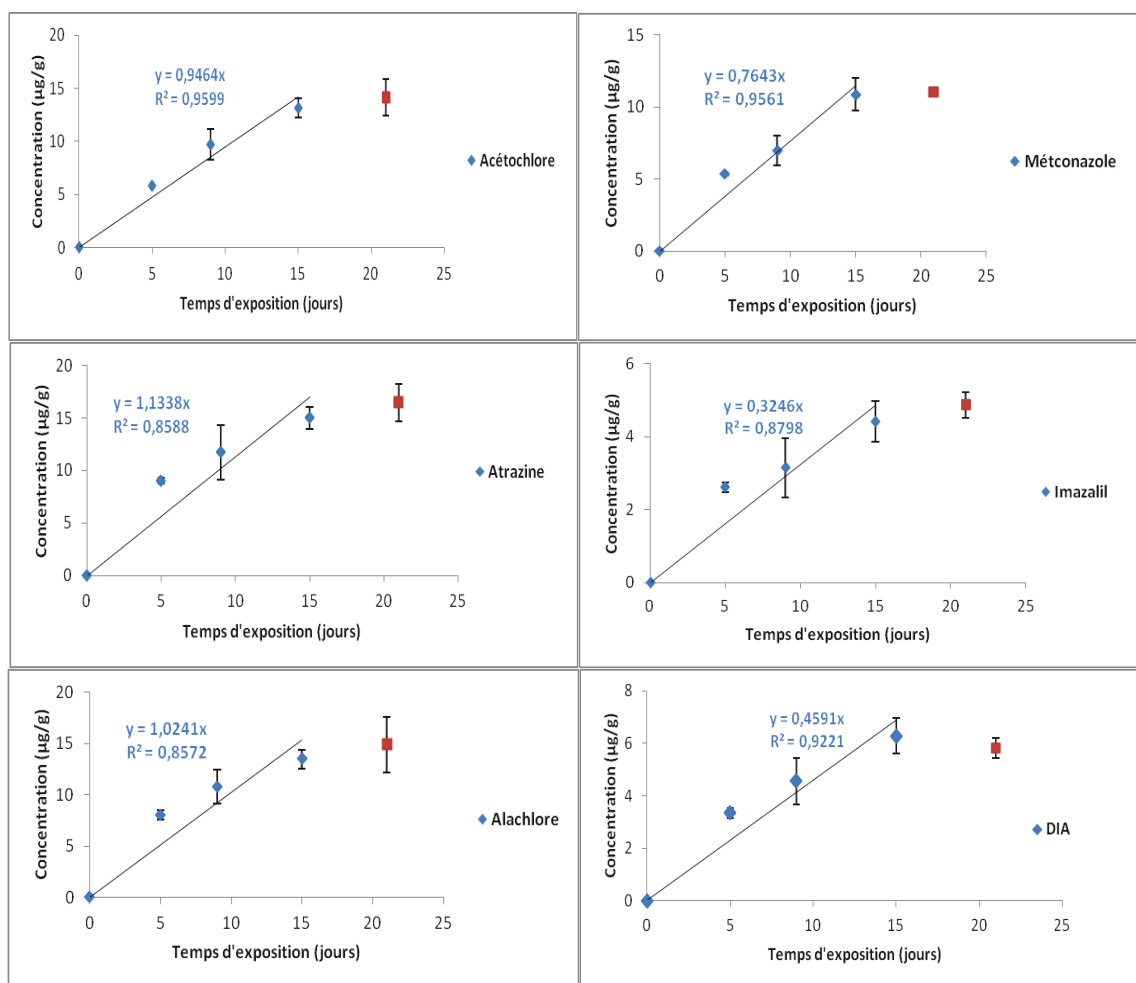 20
15
10
5
0
Concentration (µg/g)
y = 0,9464x
R² = 0,9599
0 5 10 15 20 25
Temps d'exposition (jours)
Acétochlore
15
10
5
0
Concentration (µg/g)
y = 0,7643x
R² = 0,9561
0 5 10 15 20 25
Temps d'exposition (jours)
Métconazole
20
15
10
5
0
Concentration (µg/g)
y = 1,1338x
R² = 0,8588
0 5 10 15 20 25
Temps d'exposition (jours)
Atrazine
6
4
2
0
Concentration (µg/g)
y = 0,3246x
R² = 0,8798
0 5 10 15 20 25
Temps d'exposition (jours)
Imazalil
20
15
10
5
0
Concentration (µg/g)
y = 1,0241x
R² = 0,8572
0 5 10 15 20 25
Temps d'exposition (jours)
Alachlore
8
6
4
2
0
Concentration (µg/g)
y = 0,4591x
R² = 0,9221
0 5 10 15 20 25
Temps d'exposition (jours)
DIA